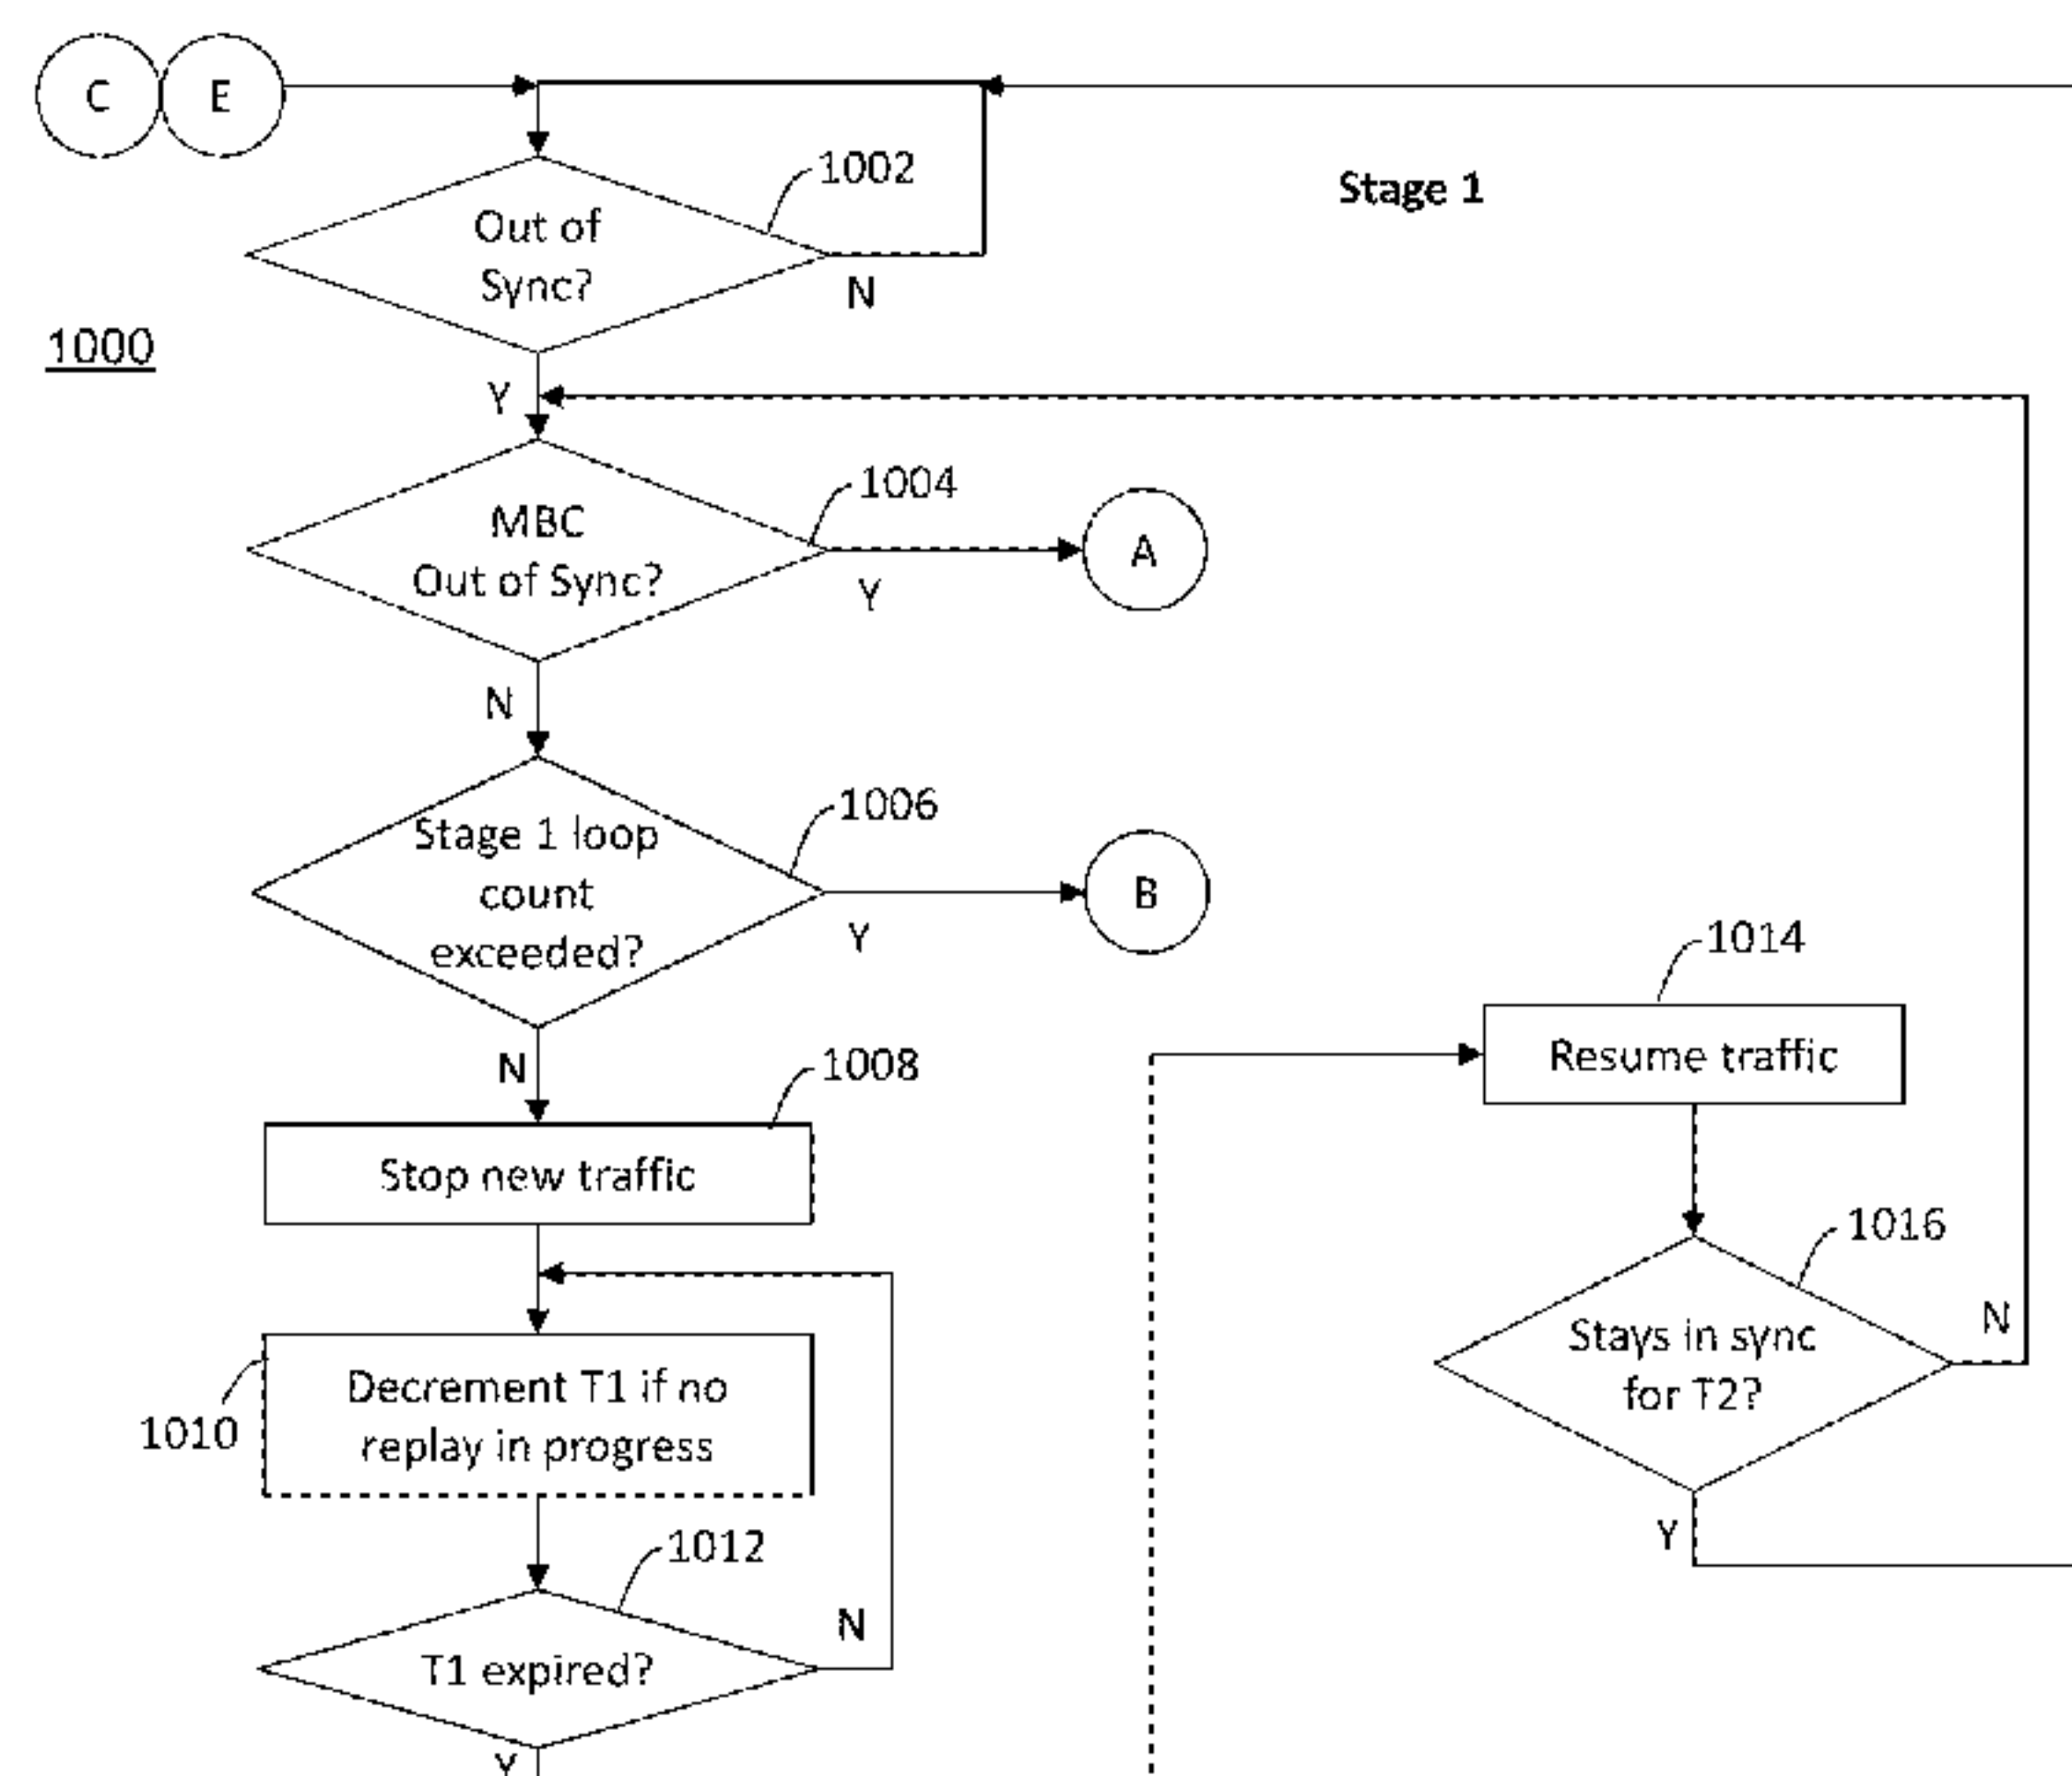 C
E
1002
Stage 1
Out of
Sync?
N
1000
Y
1004
MBC
Out of Sync?
A
Y
N
1006
Stage 1 loop
count
exceeded?
B
Y
1014
N
1008
Resume traffic
Stop new traffic
1016
N
Stays in sync
for T2?
Decrement T1 if no
replay in progress
1010
Y
1012
N
T1 expired?
Y